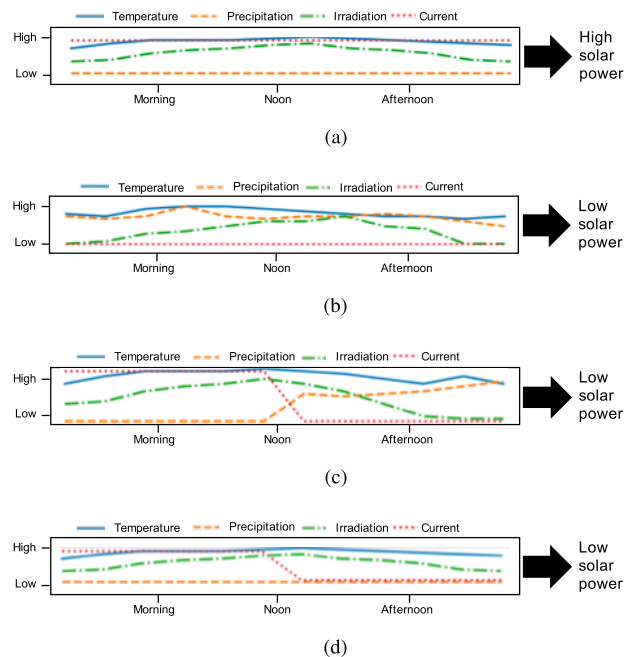 Temperature Precipitation Irradiation Current
High
Low
Morning Noon Afternoon
High
solar
power
(a)
Temperature Precipitation Irradiation Current
High
Low
Morning Noon Afternoon
Low
solar
power
(b)
Temperature Precipitation Irradiation Current
High
Low
Morning Noon Afternoon
Low
solar
power
(c)
Temperature Precipitation Irradiation Current
High
Low
Morning Noon Afternoon
Low
solar
power
(d)